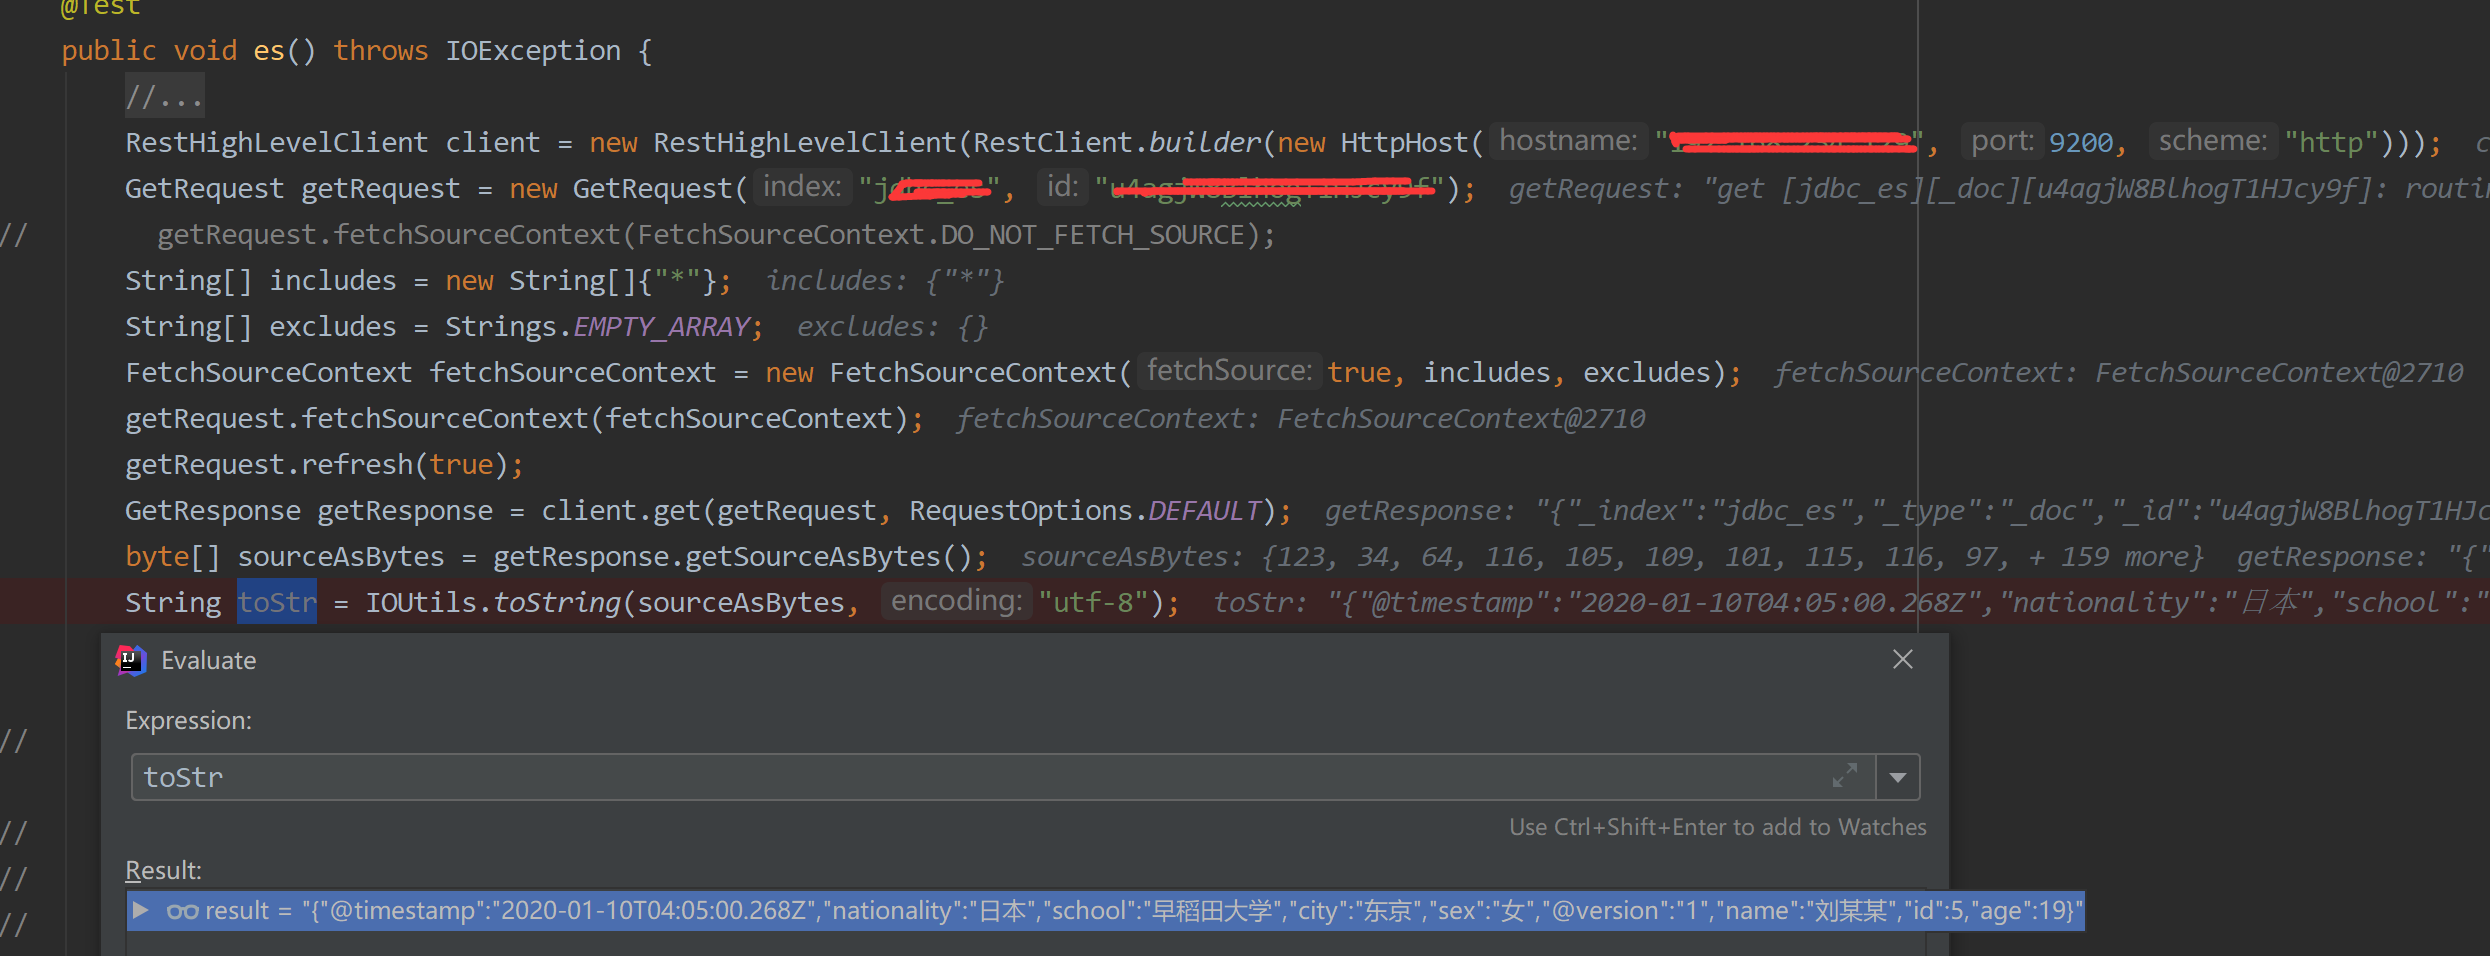 @Test
public void es() throws IOException {
//...
RestHighLevelClient client = new RestHighLevelClient(RestClient.builder(new HttpHost( hostname: " ", port: 9200, scheme: "http"))); c
GetRequest getRequest = new GetRequest( index: "j ", id: " "); getRequest: "get [jdbc_es][_doc][u4agjW8BlhogT1HJcy9f]: routin
// getRequest.fetchSourceContext(FetchSourceContext.DO_NOT_FETCH_SOURCE);
String[] includes = new String[]{"*"}; includes: {"*"}
String[] excludes = Strings.EMPTY_ARRAY; excludes: {}
FetchSourceContext fetchSourceContext = new FetchSourceContext( fetchSource: true, includes, excludes); fetchSourceContext: FetchSourceContext@2710
getRequest.fetchSourceContext(fetchSourceContext); fetchSourceContext: FetchSourceContext@2710
getRequest.refresh(true);
GetResponse getResponse = client.get(getRequest, RequestOptions.DEFAULT); getResponse: "{"_index":"jdbc_es","_type":"_doc","_id":"u4agjW8BlhogT1HJc
byte[] sourceAsBytes = getResponse.getSourceAsBytes(); sourceAsBytes: {123, 34, 64, 116, 105, 109, 101, 115, 116, 97, + 159 more} getResponse: "{"
String toStr = IOUtils.toString(sourceAsBytes, encoding: "utf-8"); toStr: "{"@timestamp":"2020-01-10T04:05:00.268Z","nationality":"日本","school":"
Evaluate
Expression:
//
toStr
Use Ctrl+Shift+Enter to add to Watches
//
Result:
//
result = "{"@timestamp":"2020-01-10T04:05:00.268Z","nationality":"日本","school":"早稻田大学","city":"东京","sex":"女","@version":"1","name":"刘某某","id":5,"age":19}"
//